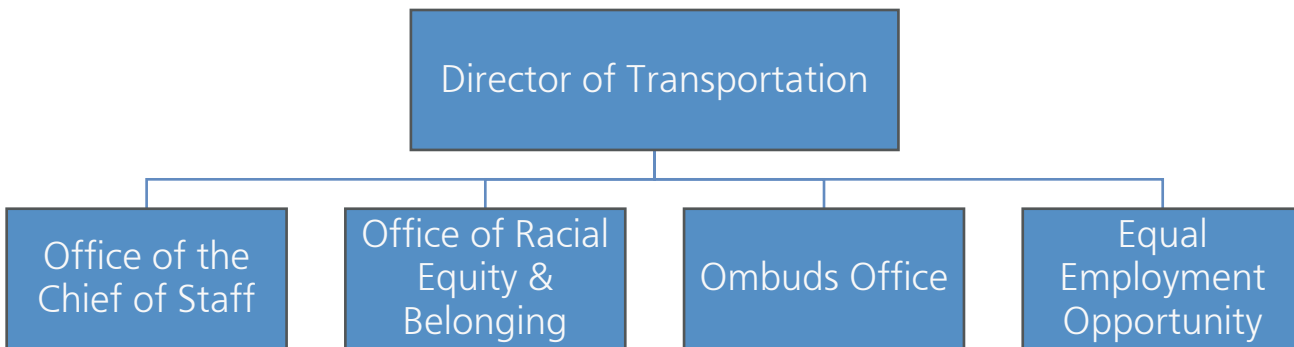 Director of Transportation
Office of the
Chief of Staff
Office of Racial
Equity &
Belonging
Ombuds Office
Equal
Employment
Opportunity